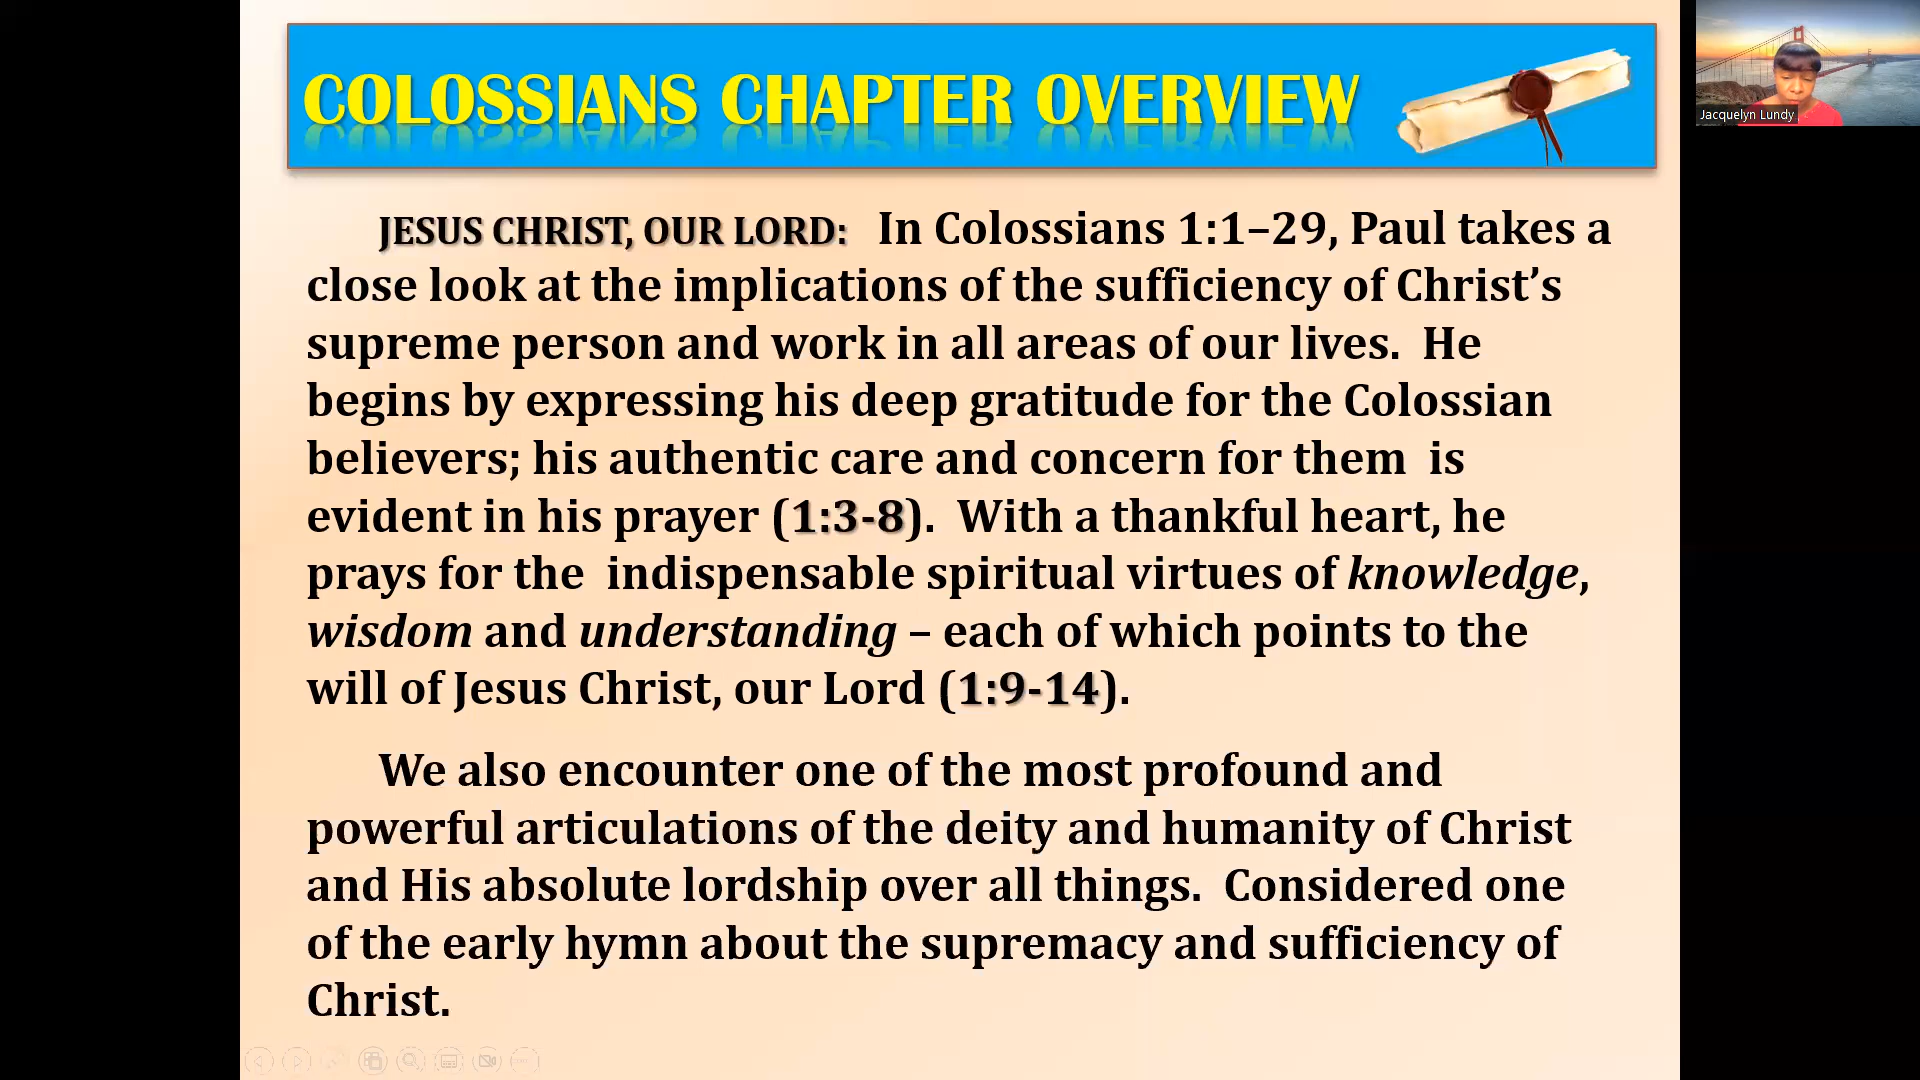 COLOSSIANS CHAPTER OVERVIEW
Jacquelyn Lundy
JESUS CHRIST, OUR LORD: In Colossians 1:1–29, Paul takes a
close look at the implications of the sufficiency of Christ’s
supreme person and work in all areas of our lives. He
begins by expressing his deep gratitude for the Colossian
believers; his authentic care and concern for them is
evident in his prayer (1:3-8). With a thankful heart, he
prays for the indispensable spiritual virtues of knowledge,
wisdom and understanding – each of which points to the
will of Jesus Christ, our Lord (1:9-14).
We also encounter one of the most profound and
powerful articulations of the deity and humanity of Christ
and His absolute lordship over all things. Considered one
of the early hymn about the supremacy and sufficiency of
Christ.